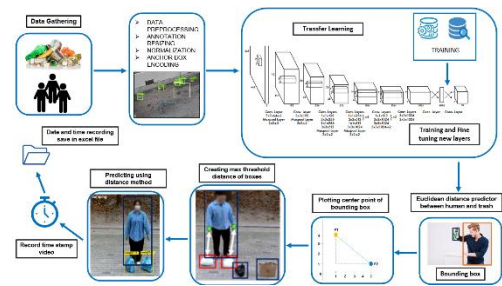 Data Gathering
➢ DATA
PREPROCESSING
➢ ANNOTATION
RESIZING
➢ NORMALIZATION
➢ ANCHOR BOX
ENCODING
Transfer Learning
TRAINING
Training and Fine
tuning new layers
Date and time recording
save in excel file
Predicting using
distance method
Creating max threshold
distance of boxes
Plotting center point of
bounding box
Euclidean distance predictor
between human and trash
Record time stamp
video
Bounding box